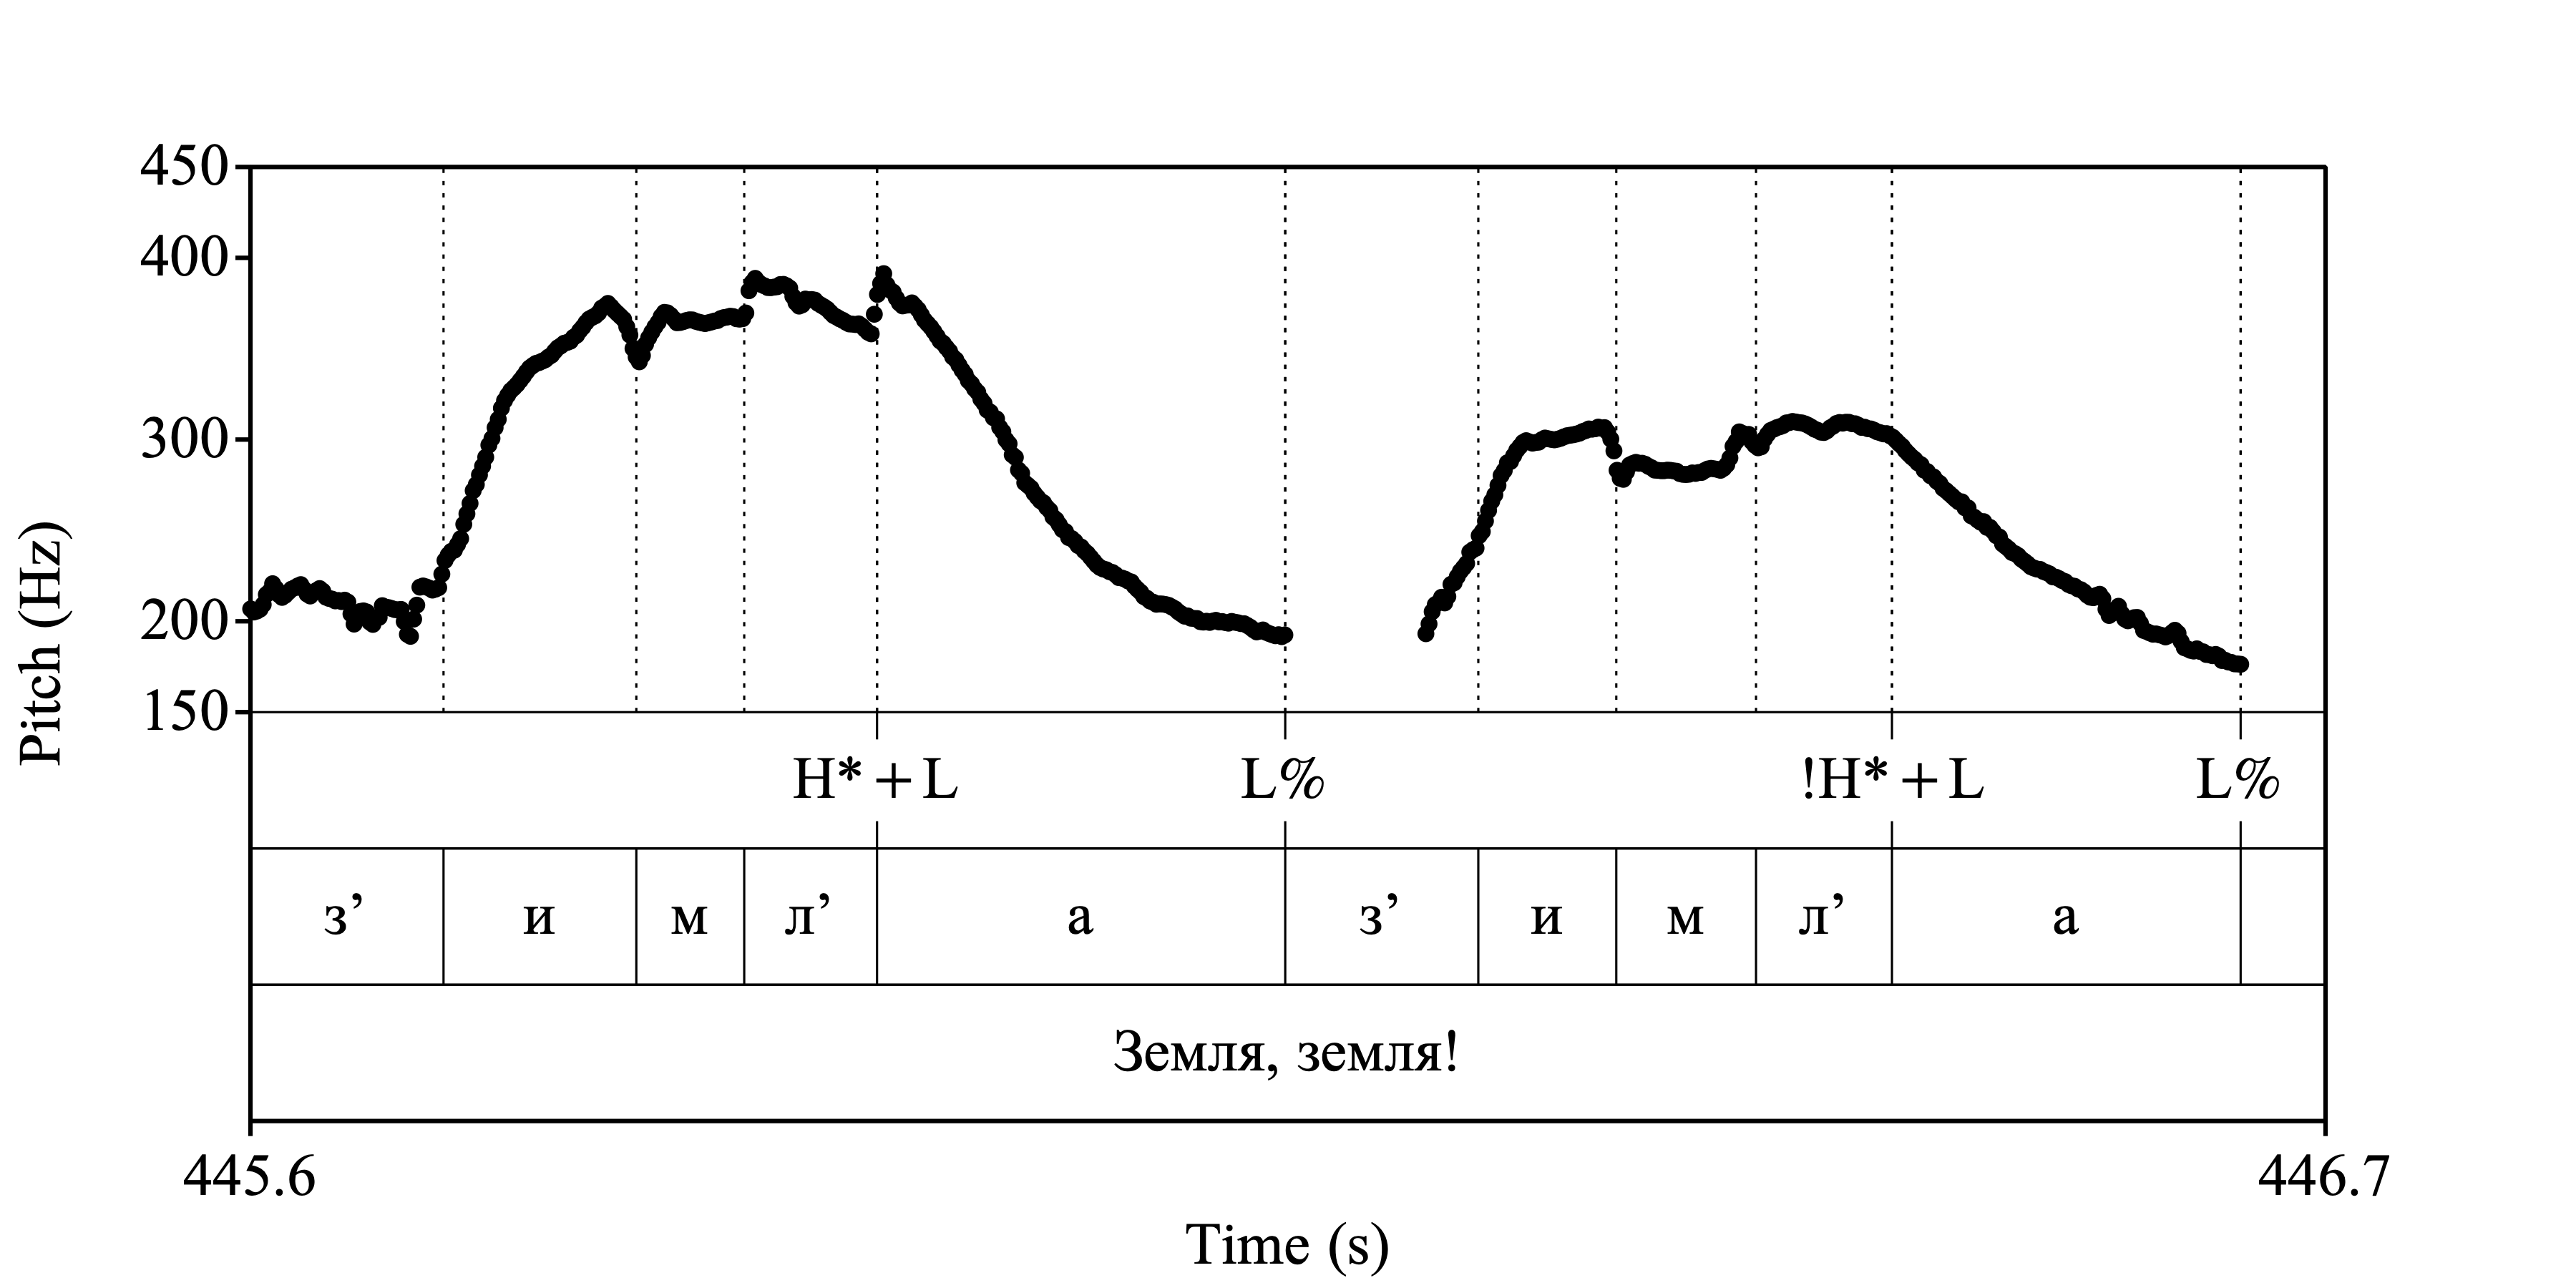 450
400
300
200
150
Pitch (Hz)
H* + L L% !H* + L L%
з’ и м л’ а з’ и м л’ а
Земля, земля!
445.6 446.7
Time (s)